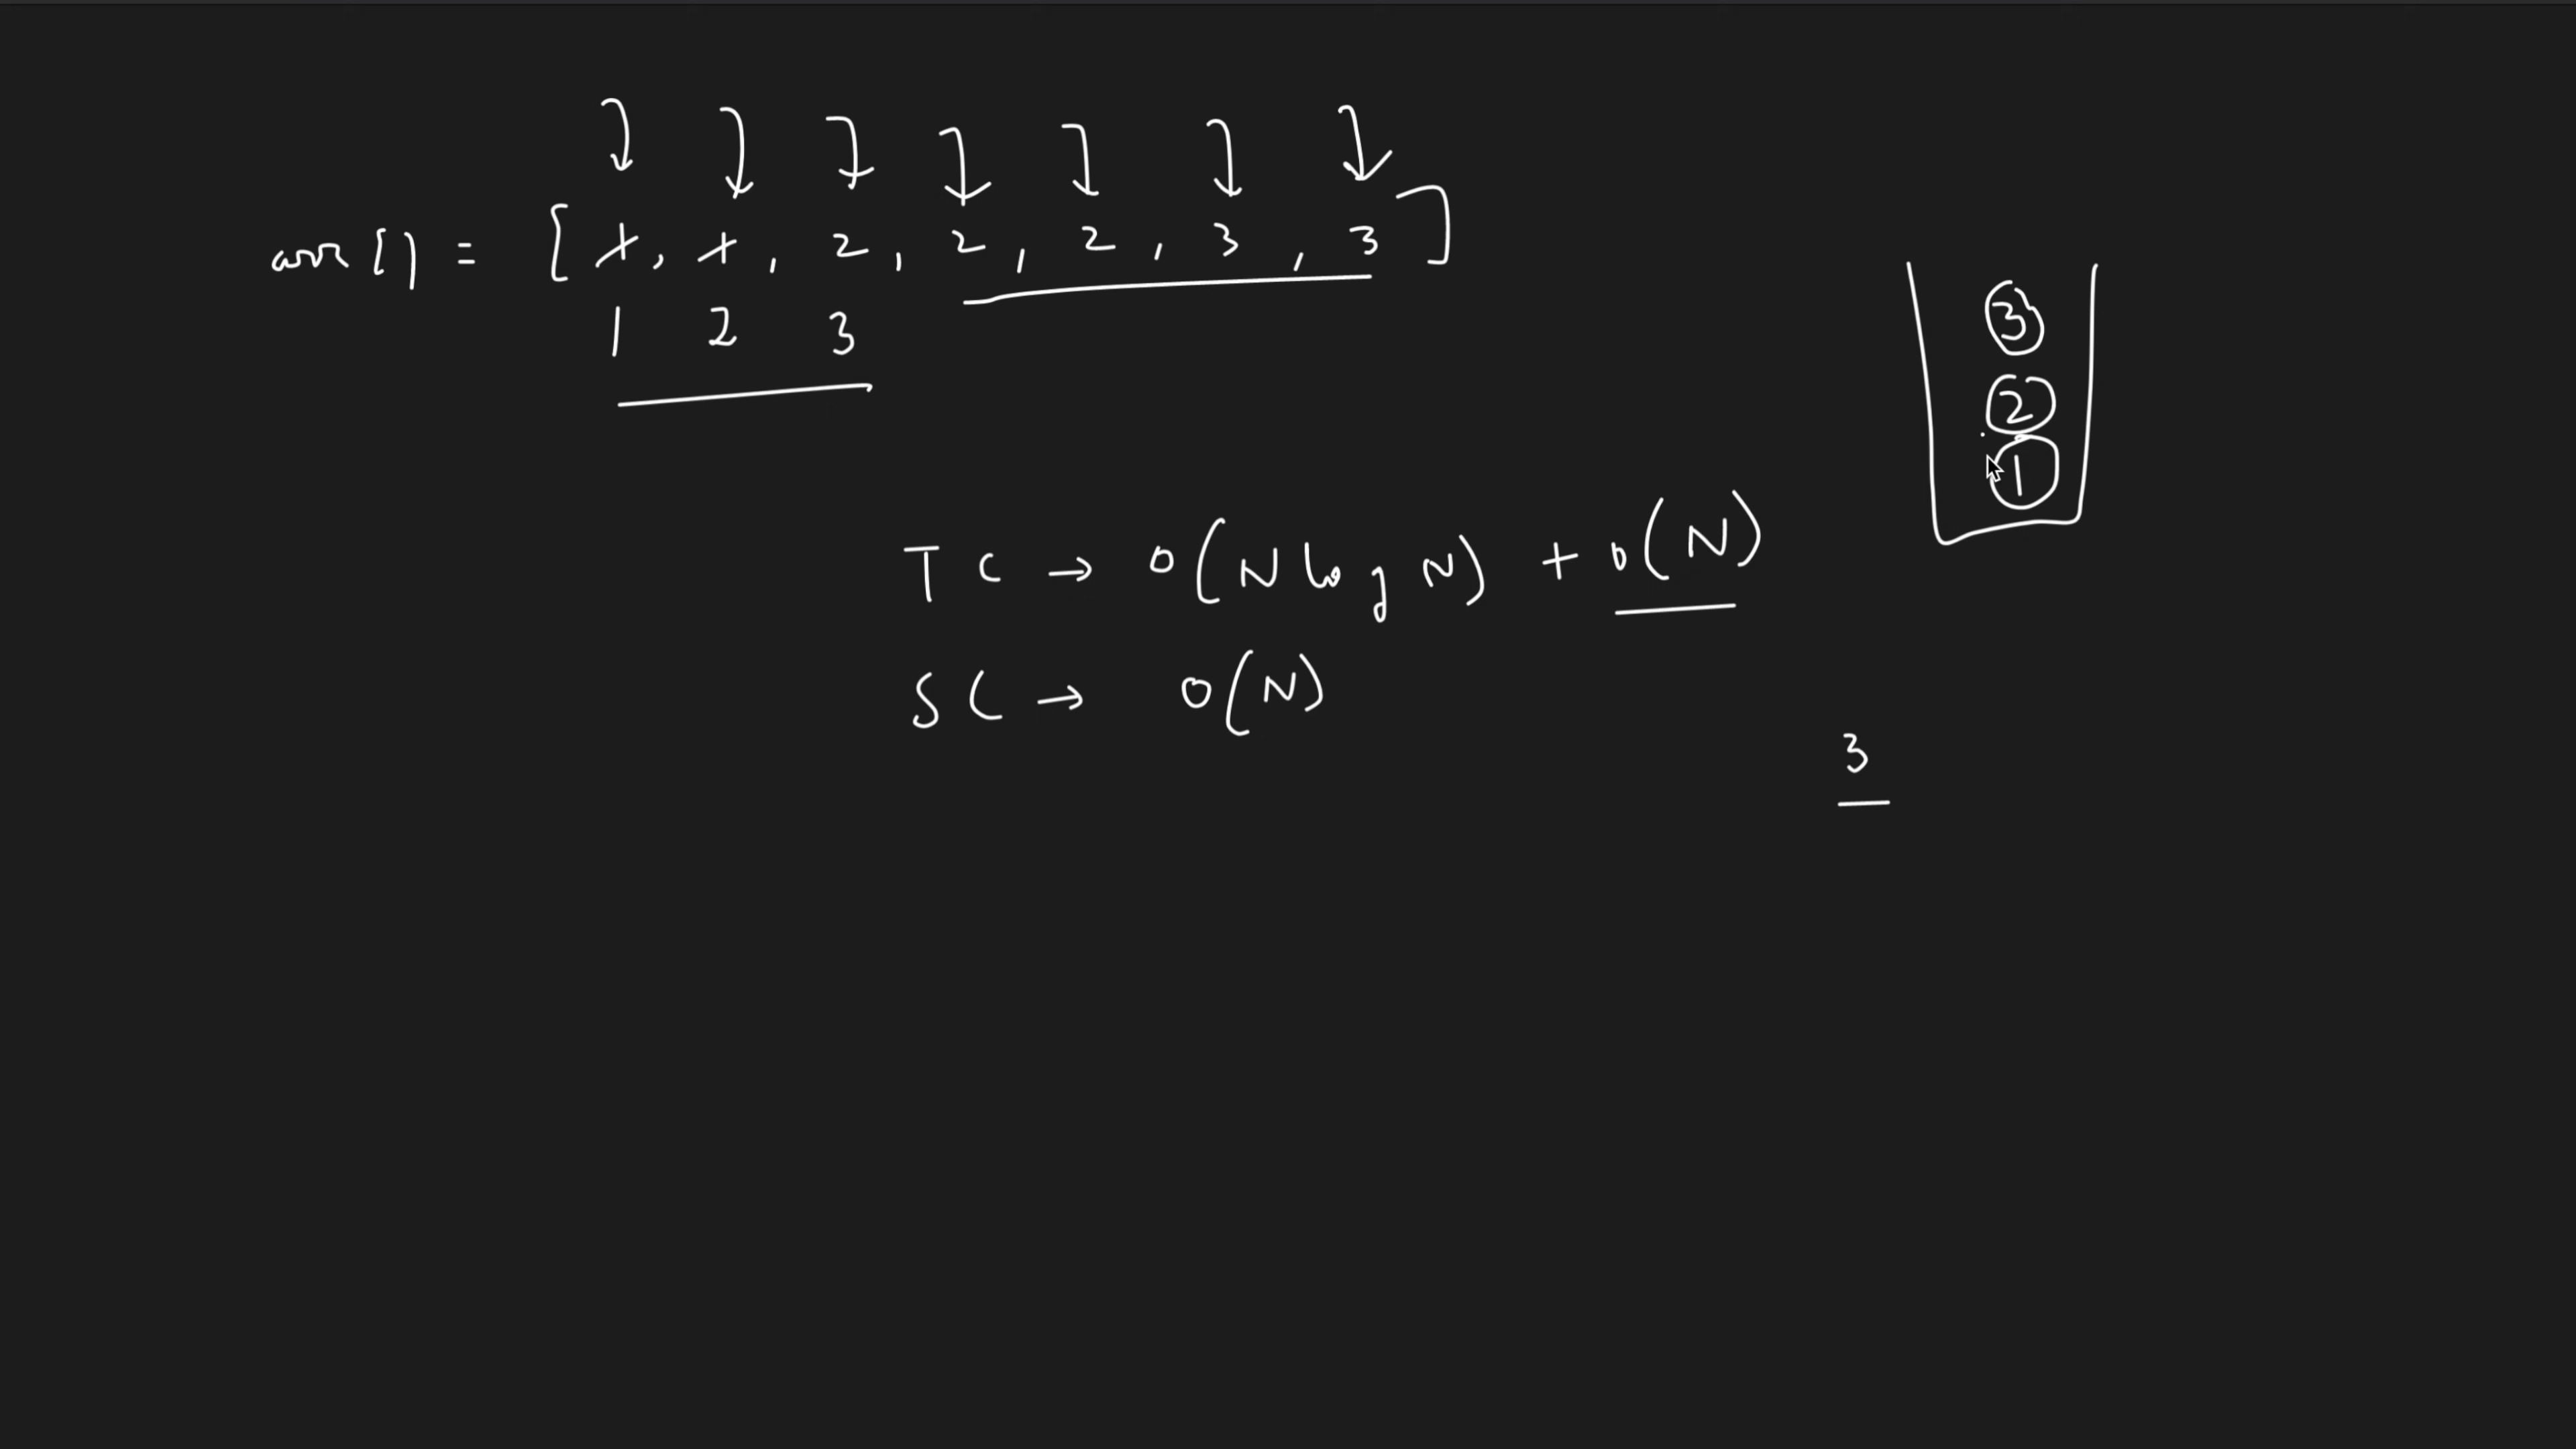 arr[] = [1, 1, 2, 2, 2, 3, 3]
1 2 3
3
2
1
TC → O(N log N) + O(N)
SC → O(N)
3